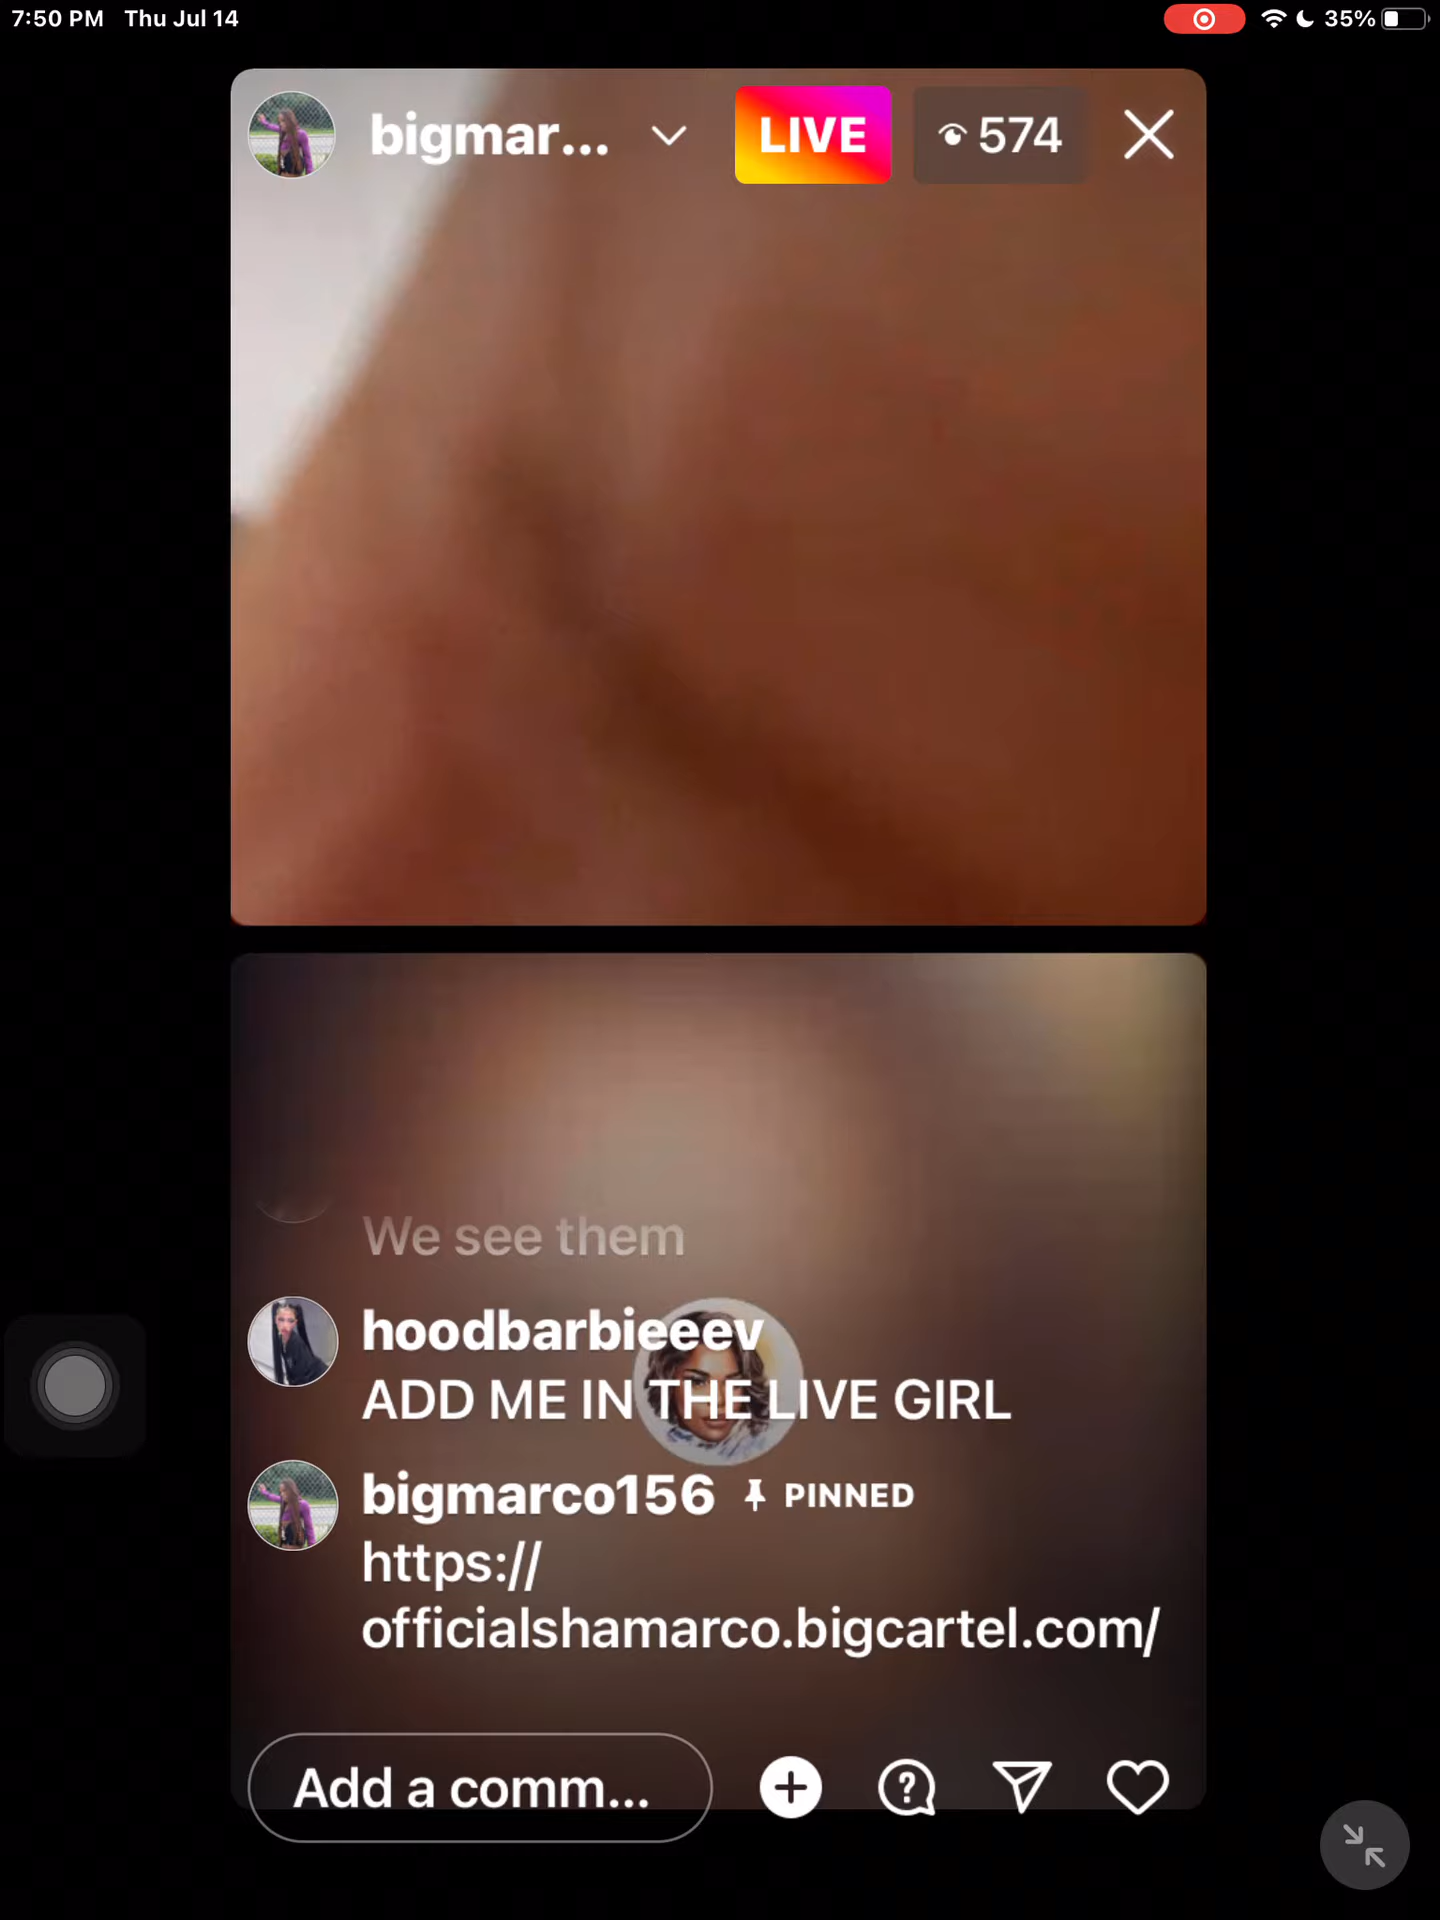 7:50 PM Thu Jul 14
35%
bigmar...
LIVE
574
We see them
hoodbarbieeev
ADD ME IN THE LIVE GIRL
bigmarco156 PINNED
https://
officialshamarco.bigcartel.com/
Add a comm...